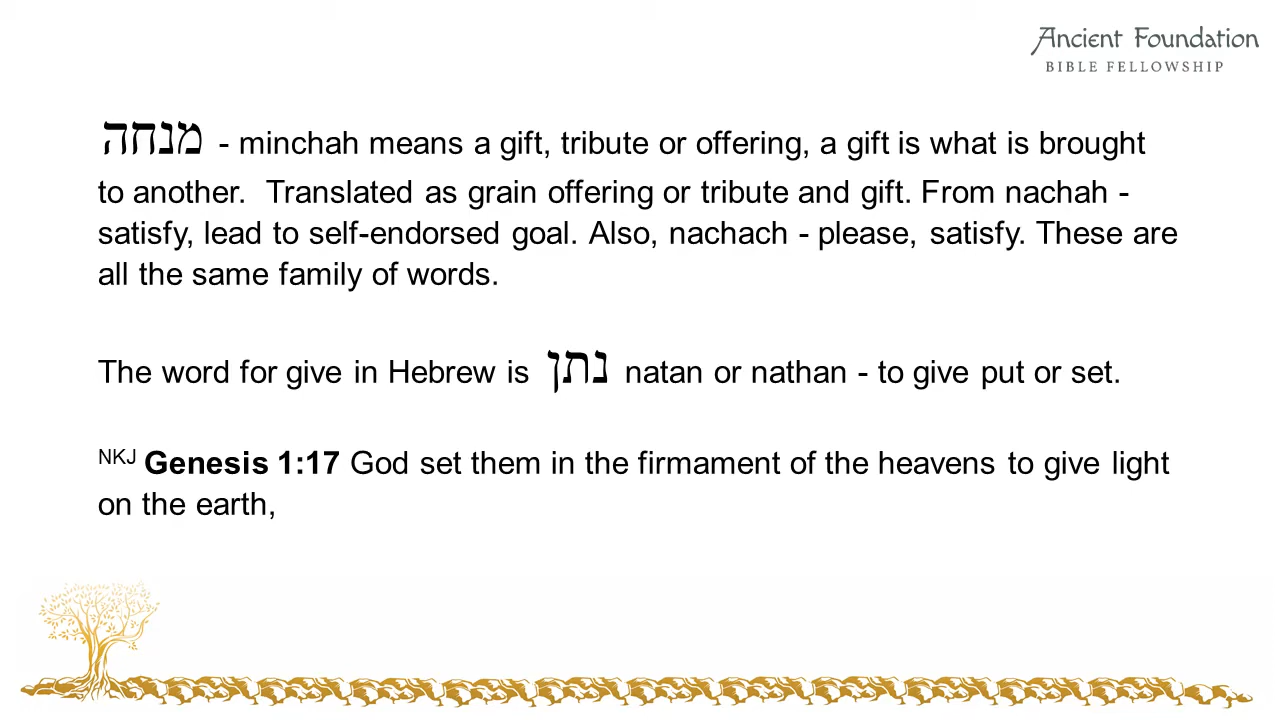 Ancient Foundation
BIBLE FELLOWSHIP
מנחה - minchah means a gift, tribute or offering, a gift is what is brought
to another. Translated as grain offering or tribute and gift. From nachah -
satisfy, lead to self-endorsed goal. Also, nachach - please, satisfy. These are
all the same family of words.
The word for give in Hebrew is נתן natan or nathan - to give put or set.
NKJ Genesis 1:17 God set them in the firmament of the heavens to give light
on the earth,